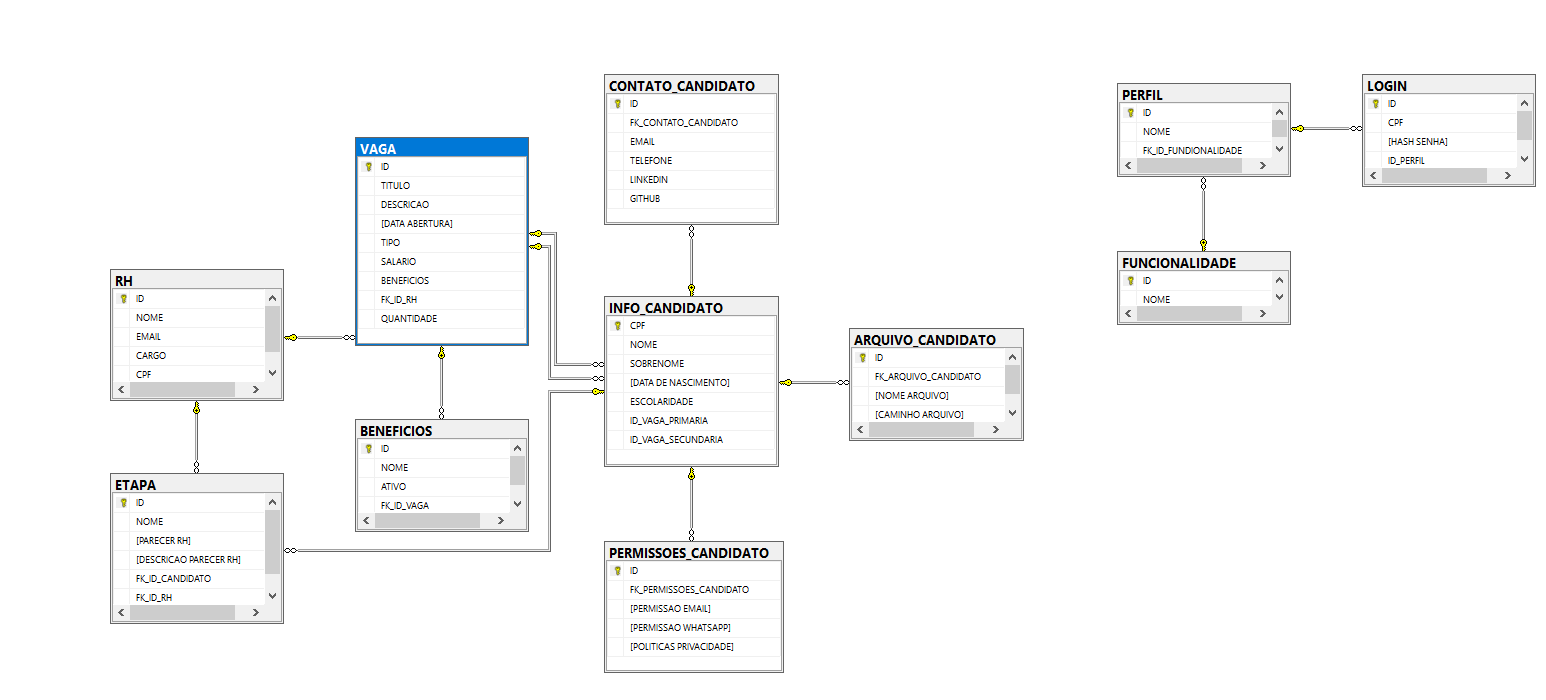 CONTATO_CANDIDATO
ID
FK_CONTATO_CANDIDATO
EMAIL
TELEFONE
LINKEDIN
GITHUB
PERFIL
ID
NOME
FK_ID_FUNDIONALIDADE
LOGIN
ID
CPF
[HASH SENHA]
ID_PERFIL
VAGA
ID
TITULO
DESCRICAO
[DATA ABERTURA]
TIPO
SALARIO
BENEFICIOS
FK_ID_RH
QUANTIDADE
FUNCIONALIDADE
ID
NOME
RH
ID
NOME
EMAIL
CARGO
CPF
INFO_CANDIDATO
CPF
NOME
SOBRENOME
[DATA DE NASCIMENTO]
ESCOLARIDADE
ID_VAGA_PRIMARIA
ID_VAGA_SECUNDARIA
ARQUIVO_CANDIDATO
ID
FK_ARQUIVO_CANDIDATO
[NOME ARQUIVO]
[CAMINHO ARQUIVO]
BENEFICIOS
ID
NOME
ATIVO
FK_ID_VAGA
ETAPA
ID
NOME
[PARECER RH]
[DESCRICAO PARECER RH]
FK_ID_CANDIDATO
FK_ID_RH
PERMISSOES_CANDIDATO
ID
FK_PERMISSOES_CANDIDATO
[PERMISSAO EMAIL]
[PERMISSAO WHATSAPP]
[POLITICAS PRIVACIDADE]